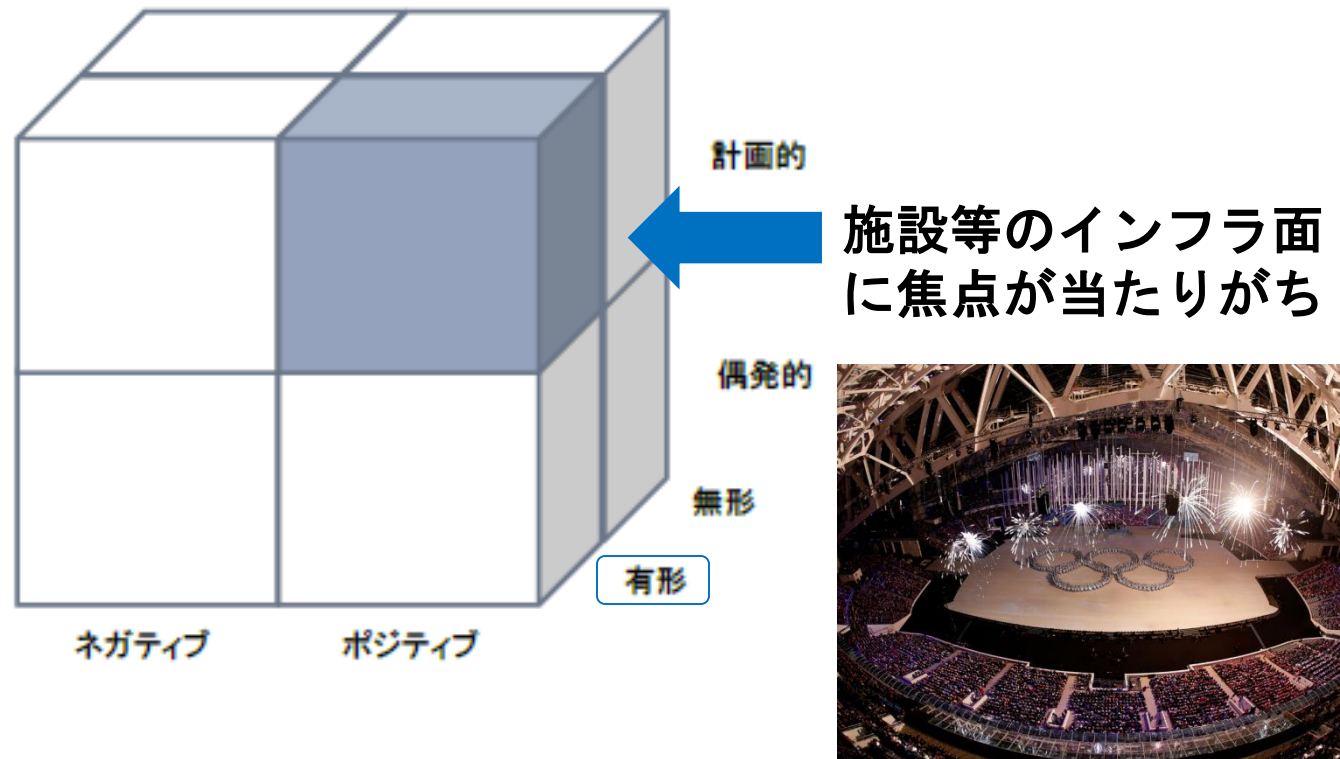 計画的
施設等のインフラ面
に焦点が当たりがち
偶発的
無形
有形
ネガティブ
ポジティブ